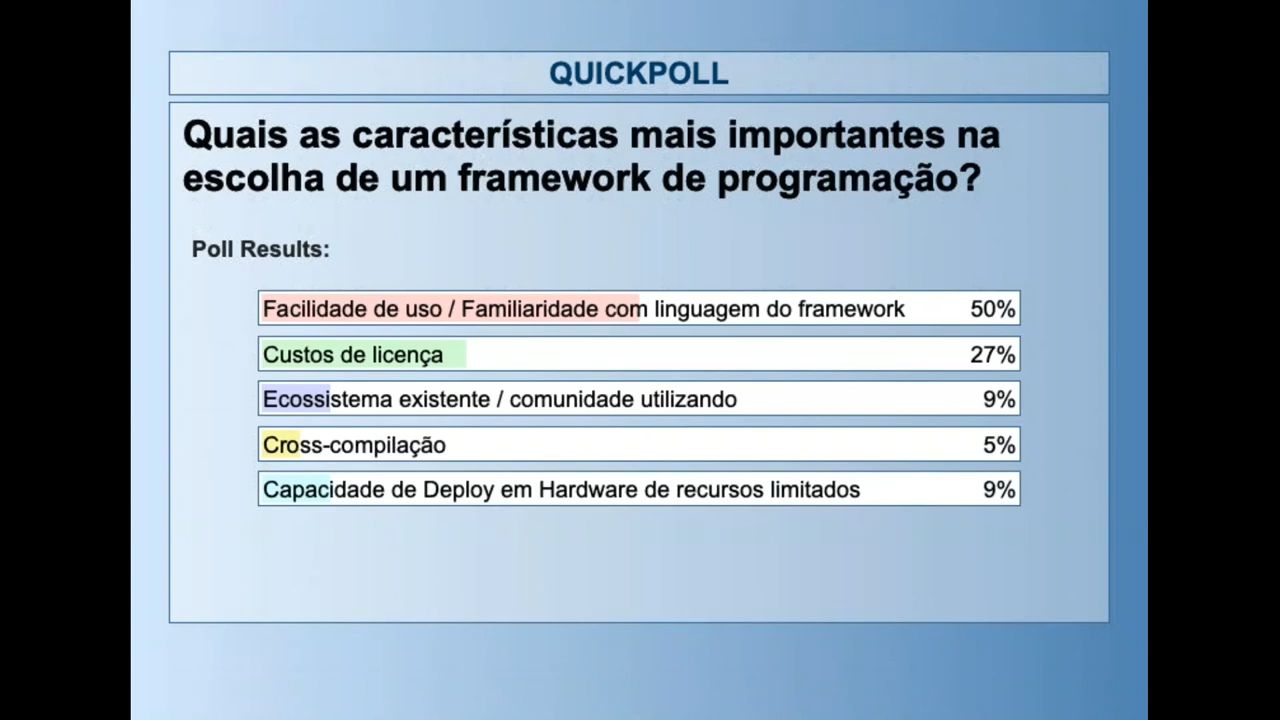 QUICKPOLL
Quais as características mais importantes na
escolha de um framework de programação?
Poll Results:
Facilidade de uso / Familiaridade com linguagem do framework 50%
Custos de licença 27%
Ecossistema existente / comunidade utilizando 9%
Cross-compilação 5%
Capacidade de Deploy em Hardware de recursos limitados 9%